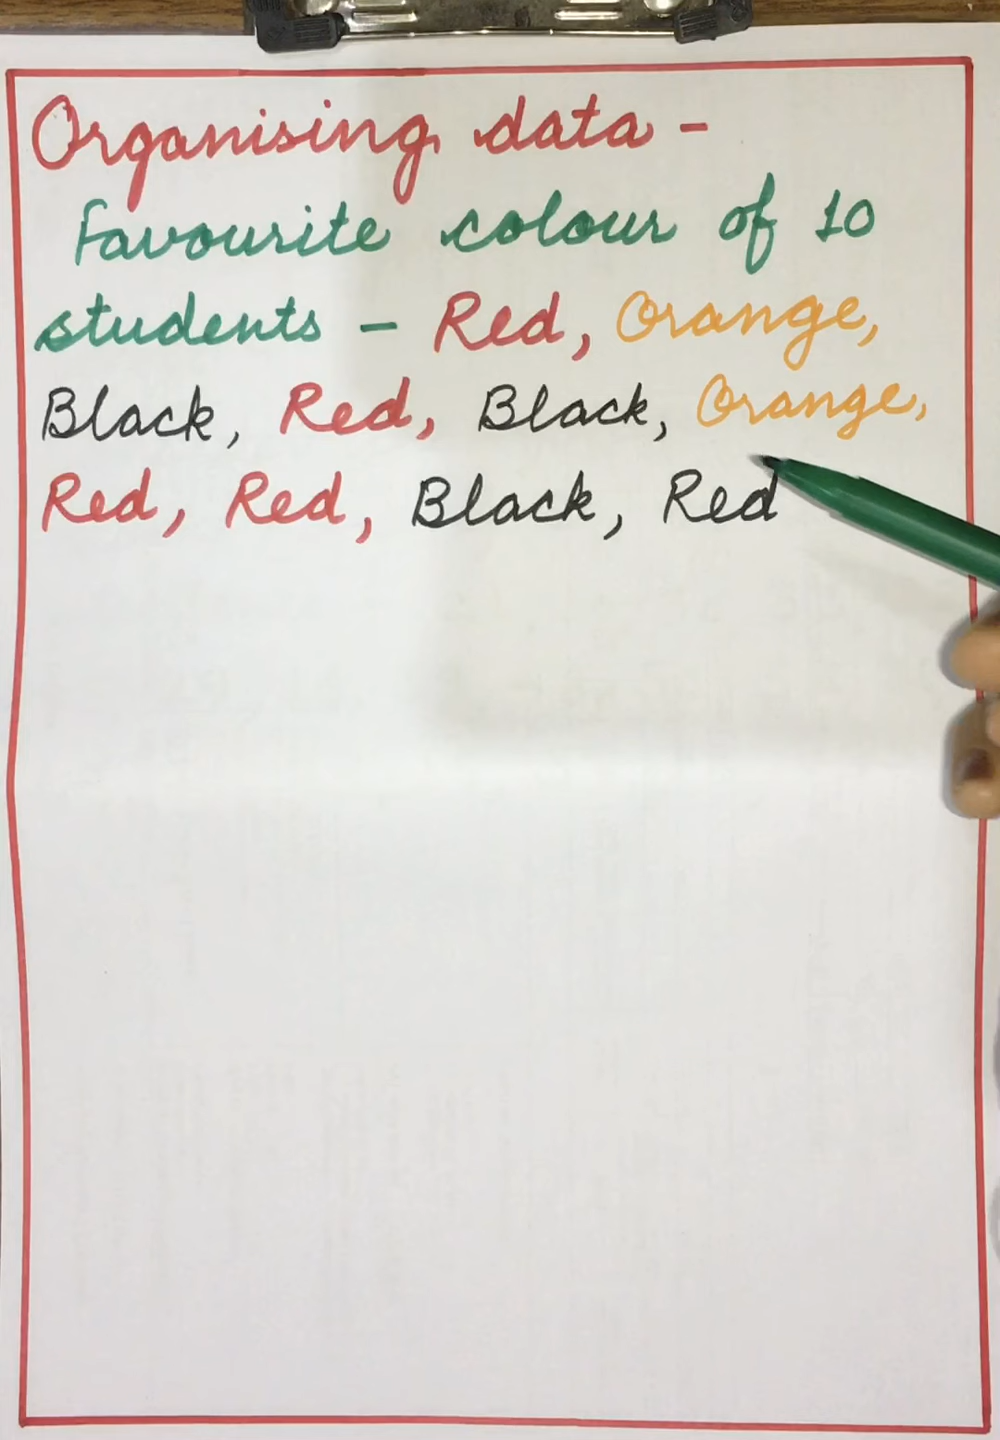 Organising data -
Favourite colour of 10
students - Red, Orange,
Black, Red, Black, Orange,
Red, Red, Black, Red